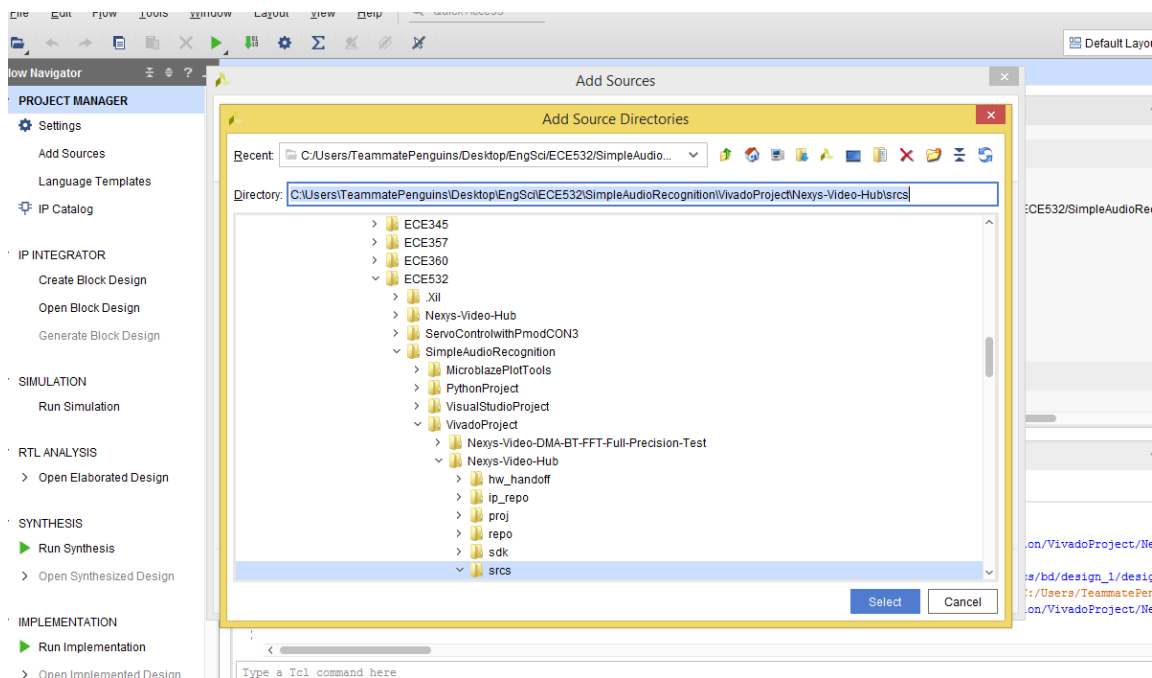 File Edit Flow Tools Window Layout View Help Quick Access
Default Layou
low Navigator ?
Add Sources
PROJECT MANAGER
Settings
Add Sources
Language Templates
IP Catalog
IP INTEGRATOR
Create Block Design
Open Block Design
Generate Block Design
SIMULATION
Run Simulation
RTL ANALYSIS
Open Elaborated Design
SYNTHESIS
Run Synthesis
Open Synthesized Design
IMPLEMENTATION
Run Implementation
Open Implemented Design
Add Source Directories
Recent: C:/Users/TeammatePenguins/Desktop/EngSci/ECE532/SimpleAudio...
Directory: C:\Users\TeammatePenguins\Desktop\EngSci\ECE532\SimpleAudioRecognition\VivadoProject\Nexys-Video-Hub\srcs
ECE345
ECE357
ECE360
ECE532
.Xil
Nexys-Video-Hub
ServoControlwithPmodCON3
SimpleAudioRecognition
MicroblazePlotTools
PythonProject
VisualStudioProject
VivadoProject
Nexys-Video-DMA-BT-FFT-Full-Precision-Test
Nexys-Video-Hub
hw_handoff
ip_repo
proj
repo
sdk
srcs
Select Cancel
ECE532/SimpleAudioRec
ion/VivadoProject/Ne
cs/bd/design_1/desig
C:/Users/TeammatePen
ion/VivadoProject/Ne
Type a Tcl command here